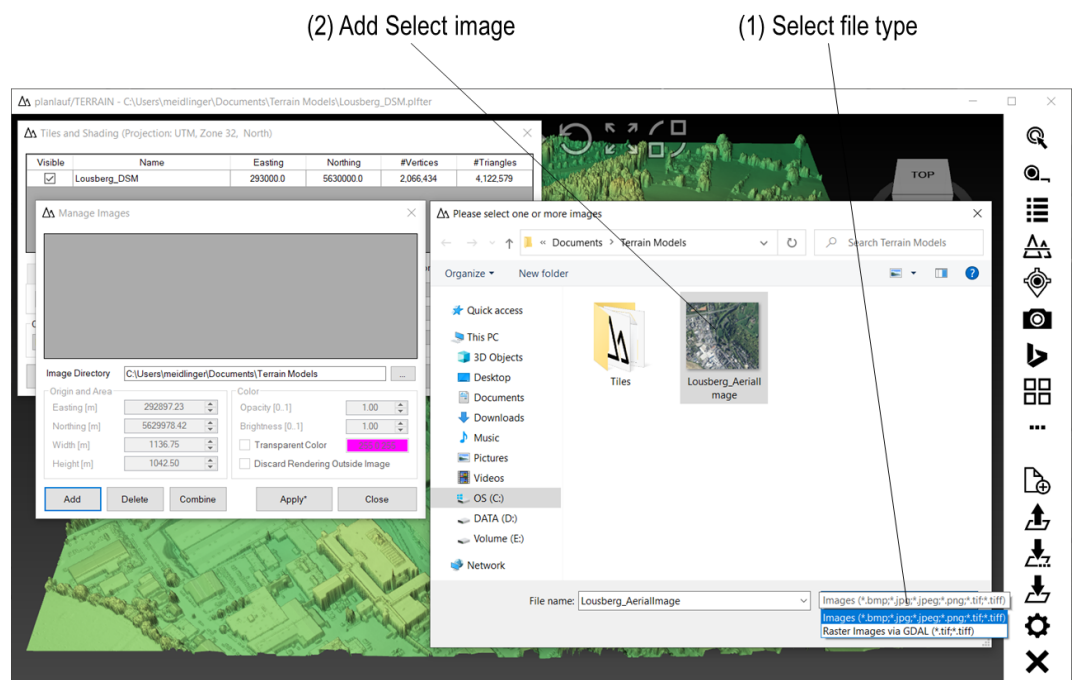 (2) Add Select image
(1) Select file type
planlauf/TERRAIN - C:\Users\meidlinger\Documents\Terrain Models\Lousberg_DSM.plfter
Tiles and Shading (Projection: UTM, Zone 32, North)
Visible Name Easting Northing #Vertices #Triangles
Lousberg_DSM 293000.0 5630000.0 2,066,434 4,122,579
TOP
Manage Images
Image Directory C:\Users\meidlinger\Documents\Terrain Models ...
Origin and Area
Easting [m] 292897.23
Northing [m] 5629978.42
Width [m] 1136.75
Height [m] 1042.50
Color
Opacity [0..1] 1.00
Brightness [0..1] 1.00
Transparent Color
Discard Rendering Outside Image
Add Delete Combine Apply* Close
Please select one or more images
« Documents > Terrain Models
Search Terrain Models
Organize New folder
Quick access
This PC
3D Objects
Desktop
Documents
Downloads
Music
Pictures
Videos
OS (C:)
DATA (D:)
Volume (E:)
Network
Tiles
Lousberg_AerialI
mage
File name: Lousberg_AerialImage
Images (*.bmp;*.jpg;*.jpeg;*.png;*.tif;*.tiff)
Images (*.bmp;*.jpg;*.jpeg;*.png;*.tif;*.tiff)
Raster Images via GDAL (*.tif;*.tiff)